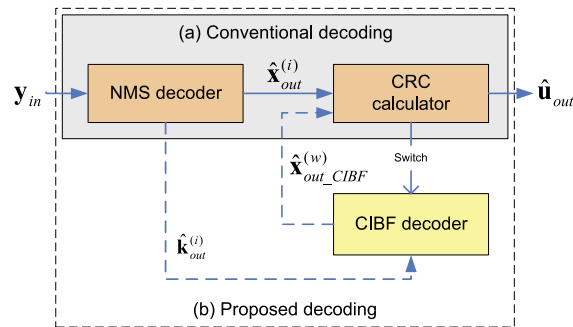 (a) Conventional decoding
y_in
NMS decoder
x̂_out^(i)
CRC
calculator
û_out
Switch
x̂_out_CIBF^(w)
CIBF decoder
k̂_out^(i)
(b) Proposed decoding